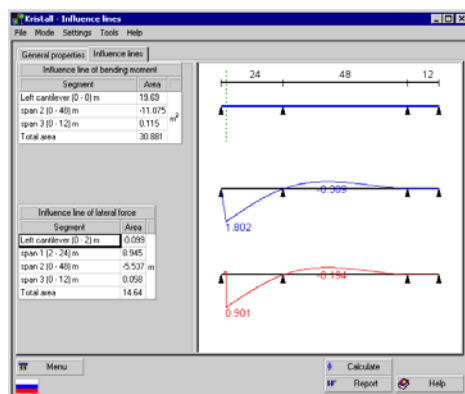 Kristall - Influence lines
File Mode Settings Tools Help
General properties Influence lines
Influence line of bending moment
Segment Area
Left cantilever (0 - 0) m 19.69
span 2 (0 - 48) m -11.075
span 3 (0 - 12) m 0.115
Total area 30.881
m2
Influence line of lateral force
Segment Area
Left cantilever (0 - 2) m -0.099
span 1 (2 - 24) m 8.945
span 2 (0 - 48) m -5.537
span 3 (0 - 12) m 0.058
Total area 14.64
m
24 48 12
-0.389
1.802
-0.194
0.901
Menu
Calculate
Report
Help